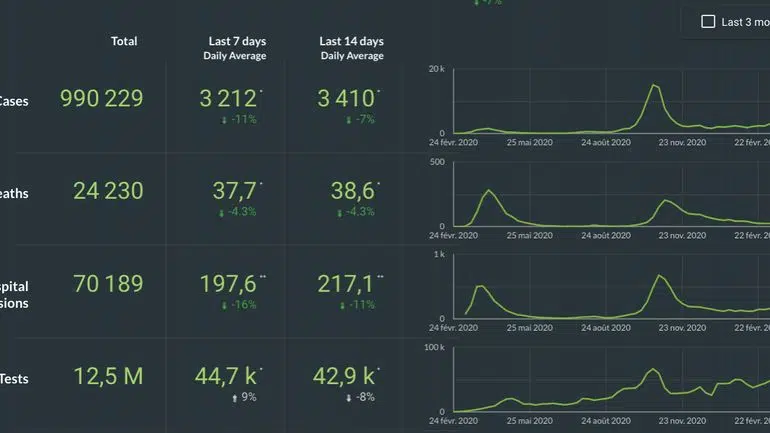 -7%
Last 3 mo
Total
Last 7 days
Daily Average
Last 14 days
Daily Average
Cases
990 229
3 212*
-11%
3 410*
-7%
20 k
0
24 févr. 2020
25 mai 2020
24 août 2020
23 nov. 2020
22 févr. 20
eaths
24 230
37,7*
-4.3%
38,6*
-4.3%
500
0
24 févr. 2020
25 mai 2020
24 août 2020
23 nov. 2020
22 févr. 20
spital
sions
70 189
197,6**
-16%
217,1**
-11%
1 k
0
24 févr. 2020
25 mai 2020
24 août 2020
23 nov. 2020
22 févr. 20
Tests
12,5 M
44,7 k*
9%
42,9 k*
-8%
100 k
0
24 févr. 2020
25 mai 2020
24 août 2020
23 nov. 2020
22 févr. 20